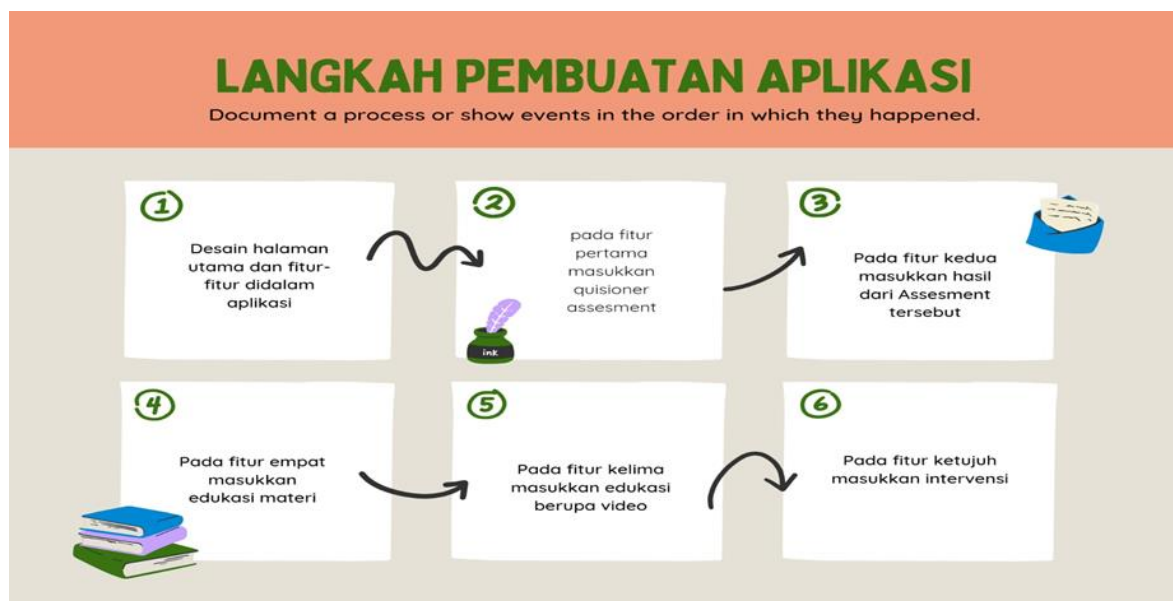 LANGKAH PEMBUATAN APLIKASI
Document a process or show events in the order in which they happened.
1
Desain halaman
utama dan fitur-
fitur didalam
aplikasi
2
pada fitur
pertama
masukkan
quisioner
assesment
ink
3
Pada fitur kedua
masukkan hasil
dari Assesment
tersebut
4
Pada fitur empat
masukkan
edukasi materi
5
Pada fitur kelima
masukkan edukasi
berupa video
6
Pada fitur ketujuh
masukkan intervensi